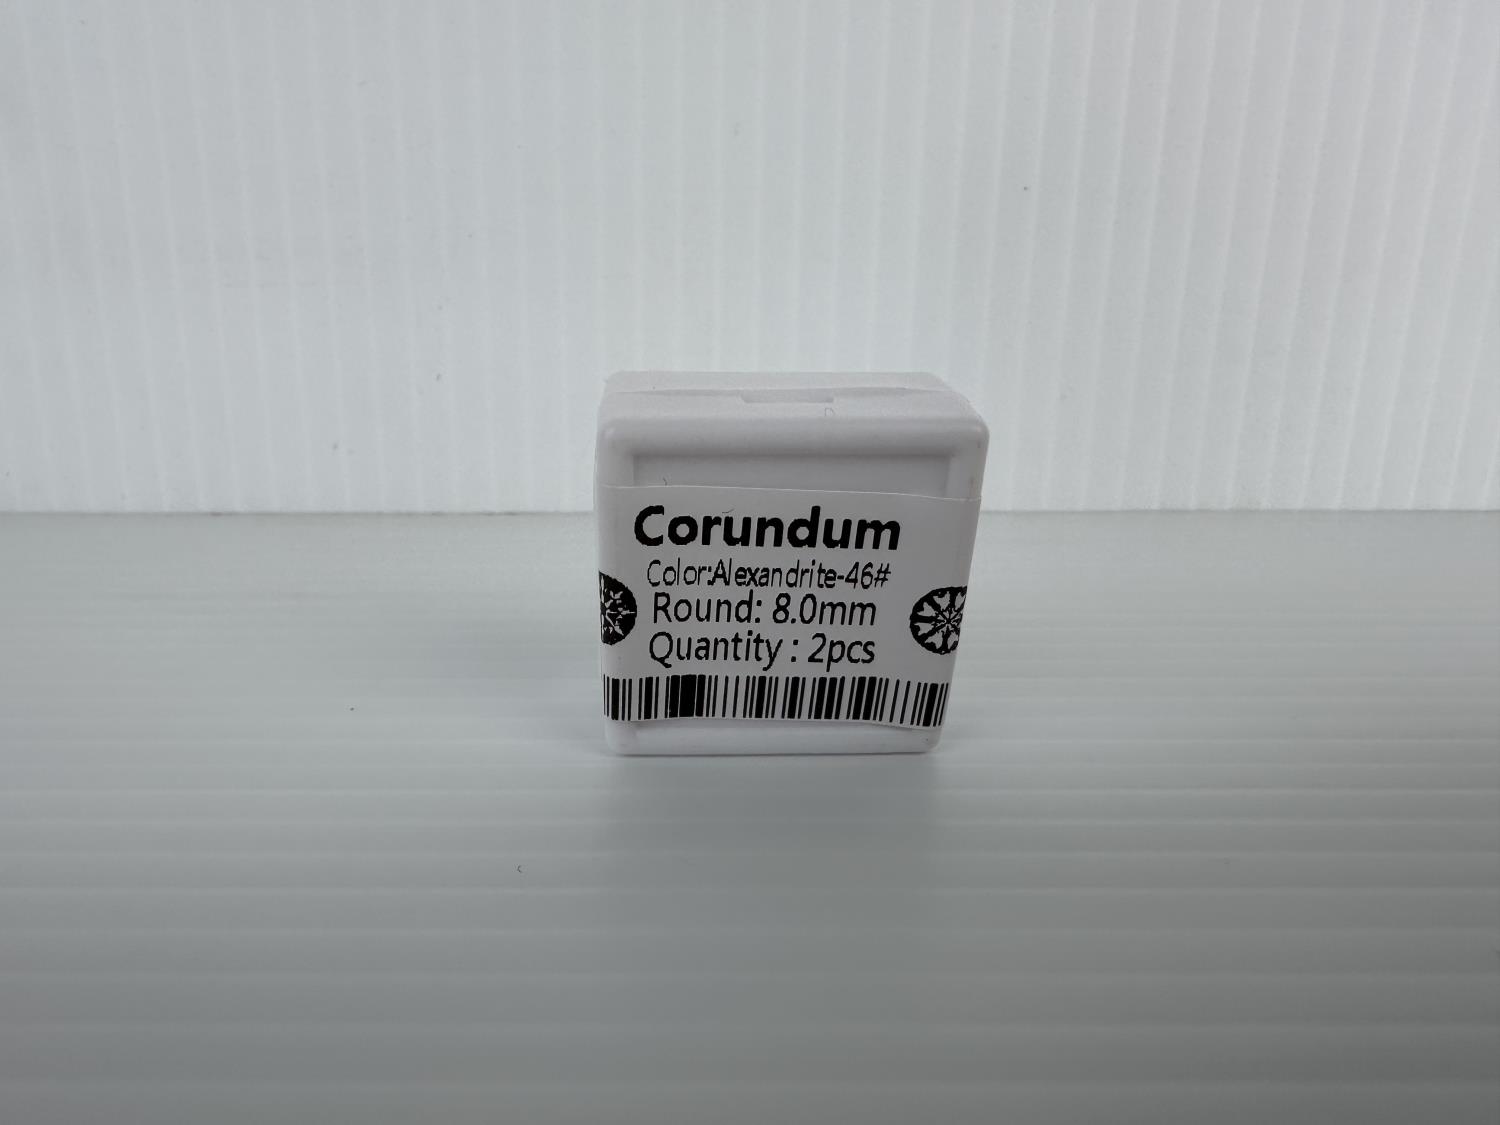 Corundum
Color:Alexandrite-46#
Round: 8.0mm
Quantity : 2pcs